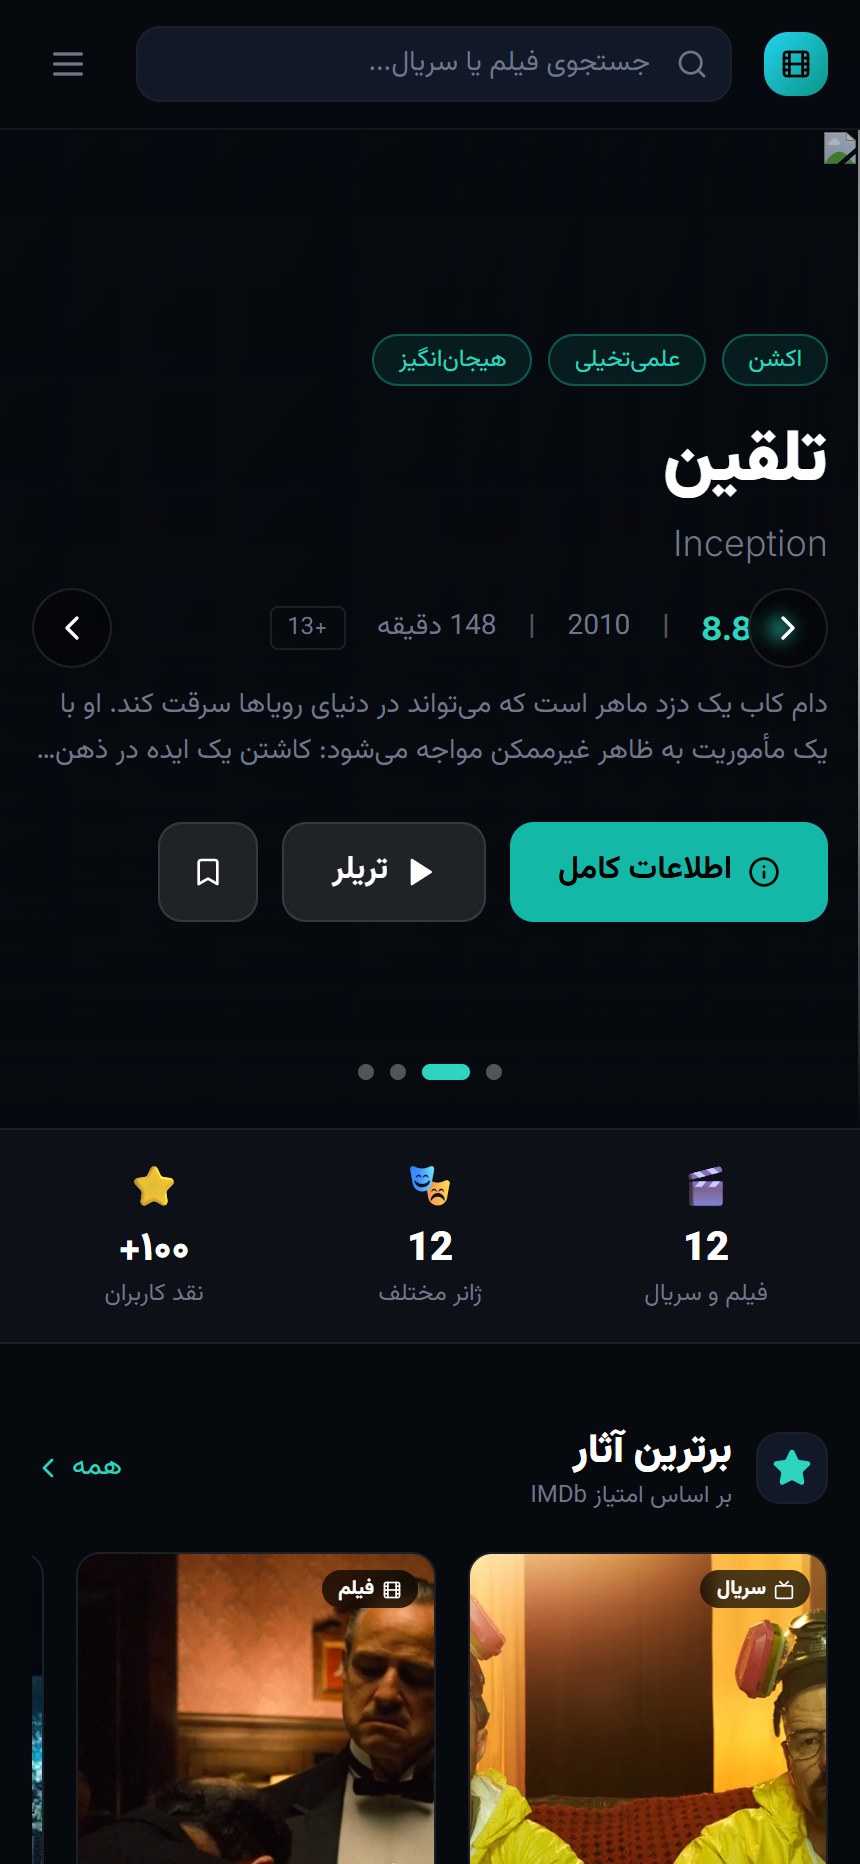 جستجوی فیلم یا سریال...
اکشن
علمی‌تخیلی
هیجان‌انگیز
تلقین
Inception
8.8 | 2010 | 148 دقیقه
13+
دام کاب یک دزد ماهر است که می‌تواند در دنیای رویاها سرقت کند. او با
یک مأموریت به ظاهر غیرممکن مواجه می‌شود: کاشتن یک ایده در ذهن...
اطلاعات کامل
تریلر
12
فیلم و سریال
12
ژانر مختلف
۱۰۰+
نقد کاربران
برترین آثار
بر اساس امتیاز IMDb
همه
سریال
فیلم